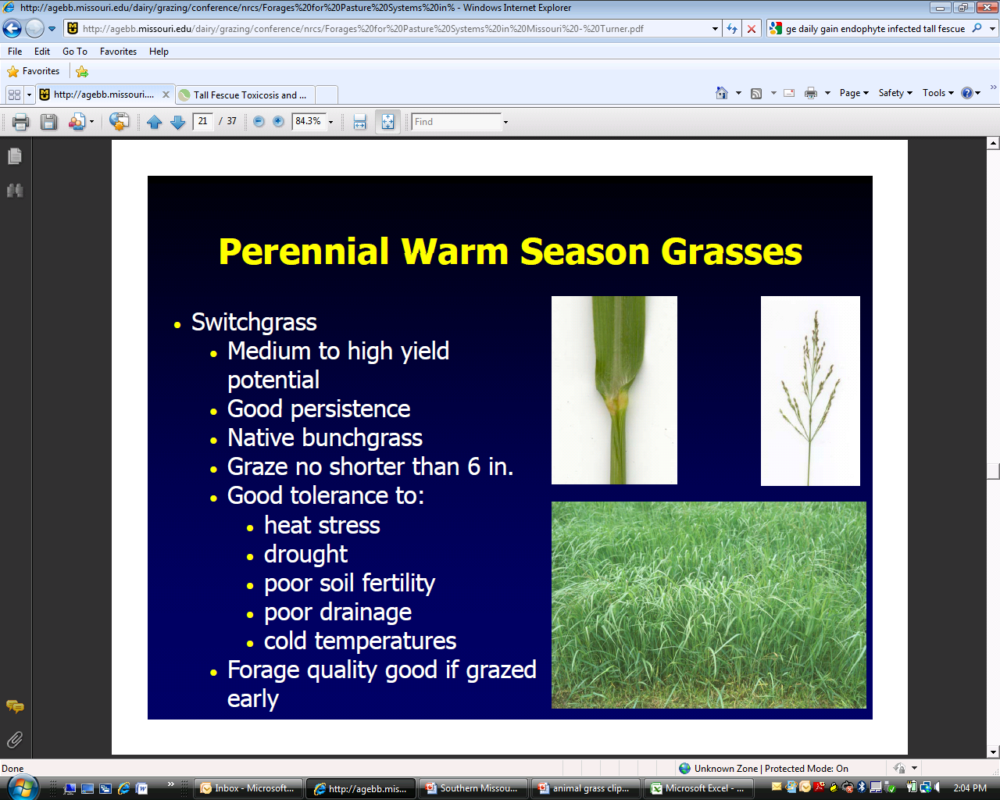 http://agebb.missouri.edu/dairy/grazing/conference/nrcs/Forages%20for%20Pasture%20Systems%20in% - Windows Internet Explorer
http://agebb.missouri.edu/dairy/grazing/conference/nrcs/Forages%20for%20Pasture%20Systems%20in%20Missouri%20-%20Turner.pdf
ge daily gain endophyte infected tall fescue
File Edit Go To Favorites Help
Favorites
http://agebb.missouri.... Tall Fescue Toxicosis and ... Page Safety Tools
21 / 37 84.3% Find
Perennial Warm Season Grasses
• Switchgrass
• Medium to high yield
potential
• Good persistence
• Native bunchgrass
• Graze no shorter than 6 in.
• Good tolerance to:
• heat stress
• drought
• poor soil fertility
• poor drainage
• cold temperatures
• Forage quality good if grazed
early
Done Unknown Zone | Protected Mode: On
Inbox - Microsoft... http://agebb.mis... Southern Missou... animal grass clip... Microsoft Excel - ... 2:04 PM